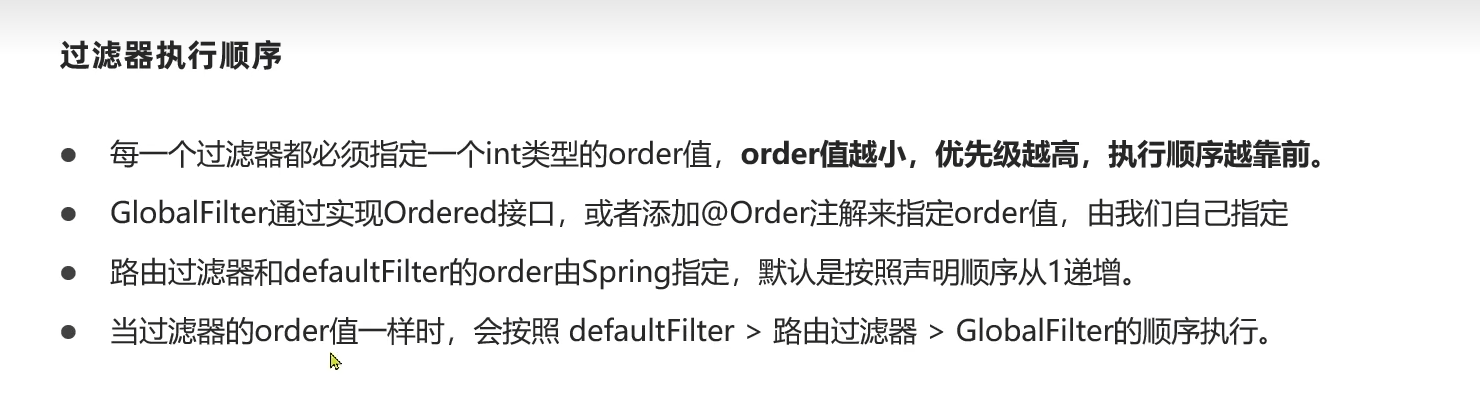 过滤器执行顺序
● 每一个过滤器都必须指定一个int类型的order值，order值越小，优先级越高，执行顺序越靠前。
● GlobalFilter通过实现Ordered接口，或者添加@Order注解来指定order值，由我们自己指定
● 路由过滤器和defaultFilter的order由Spring指定，默认是按照声明顺序从1递增。
● 当过滤器的order值一样时，会按照 defaultFilter > 路由过滤器 > GlobalFilter的顺序执行。